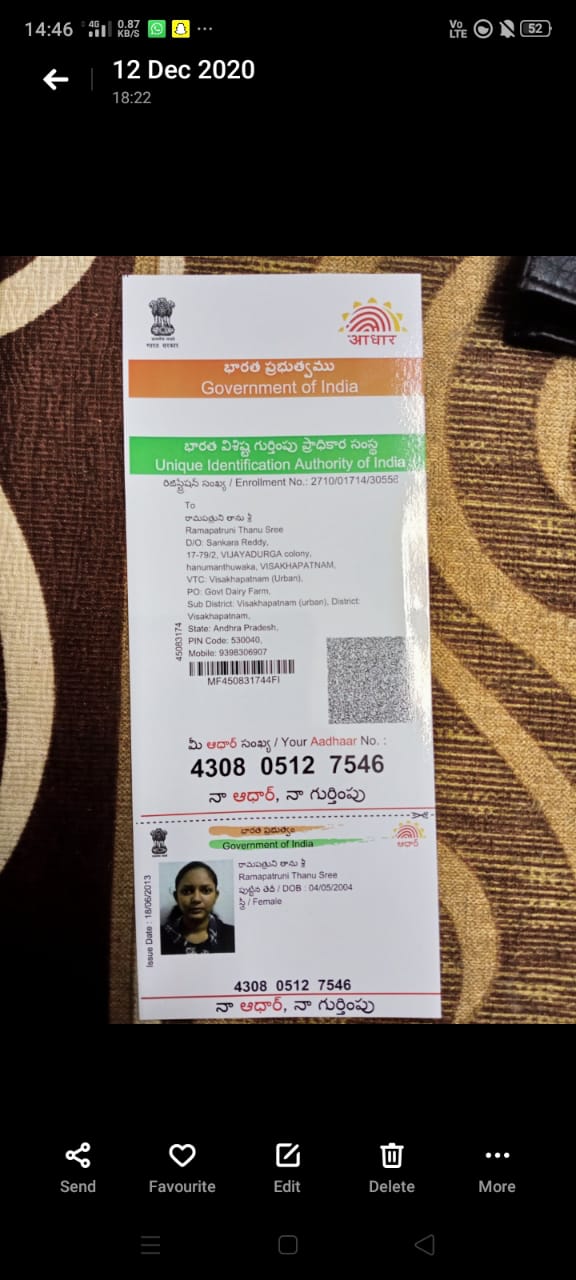 14:46 4G 0.87 KB/S ... Vo LTE 52
12 Dec 2020
18:22
भारत सरकार
आधार
భారత ప్రభుత్వము
Government of India
భారత విశిష్ట గుర్తింపు ప్రాధికార సంస్థ
Unique Identification Authority of India
రిజిస్ట్రేషన్ సంఖ్య / Enrollment No.: 2710/01714/30558
To
రామపత్రుని తాను శ్రీ
Ramapatruni Thanu Sree
D/O: Sankara Reddy,
17-79/2, VIJAYADURGA colony,
hanumanthuwaka, VISAKHAPATNAM,
VTC: Visakhapatnam (Urban),
PO: Govt Dairy Farm,
Sub District: Visakhapatnam (urban), District:
Visakhapatnam,
State: Andhra Pradesh,
PIN Code: 530040,
Mobile: 9398306907
45083174
MF450831744FI
మీ ఆధార్ సంఖ్య / Your Aadhaar No. :
4308 0512 7546
నా ఆధార్, నా గుర్తింపు
భారత ప్రభుత్వం
Government of India
ఆధార్
రామపత్రుని తాను శ్రీ
Ramapatruni Thanu Sree
పుట్టిన తేదీ / DOB : 04/05/2004
స్త్రీ / Female
Issue Date : 18/06/2013
4308 0512 7546
నా ఆధార్, నా గుర్తింపు
Send Favourite Edit Delete More